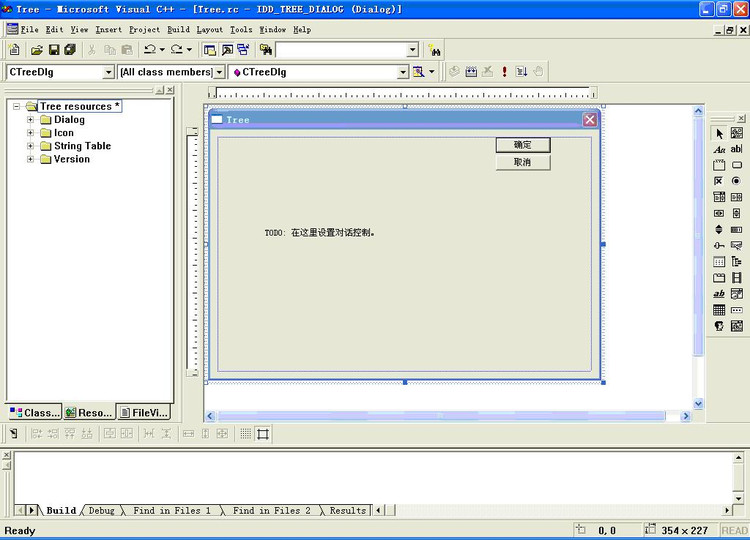 Tree - Microsoft Visual C++ - [Tree.rc - IDD_TREE_DIALOG (Dialog)]
File Edit View Insert Project Build Layout Tools Window Help
CTreeDlg [All class members] CTreeDlg
Tree resources *
Dialog
Icon
String Table
Version
Tree
确定
取消
TODO: 在这里设置对话控制。
Aa ab|
ab
Class... Reso... FileVi...
Build Debug Find in Files 1 Find in Files 2 Results
Ready 0, 0 354 x 227 READ